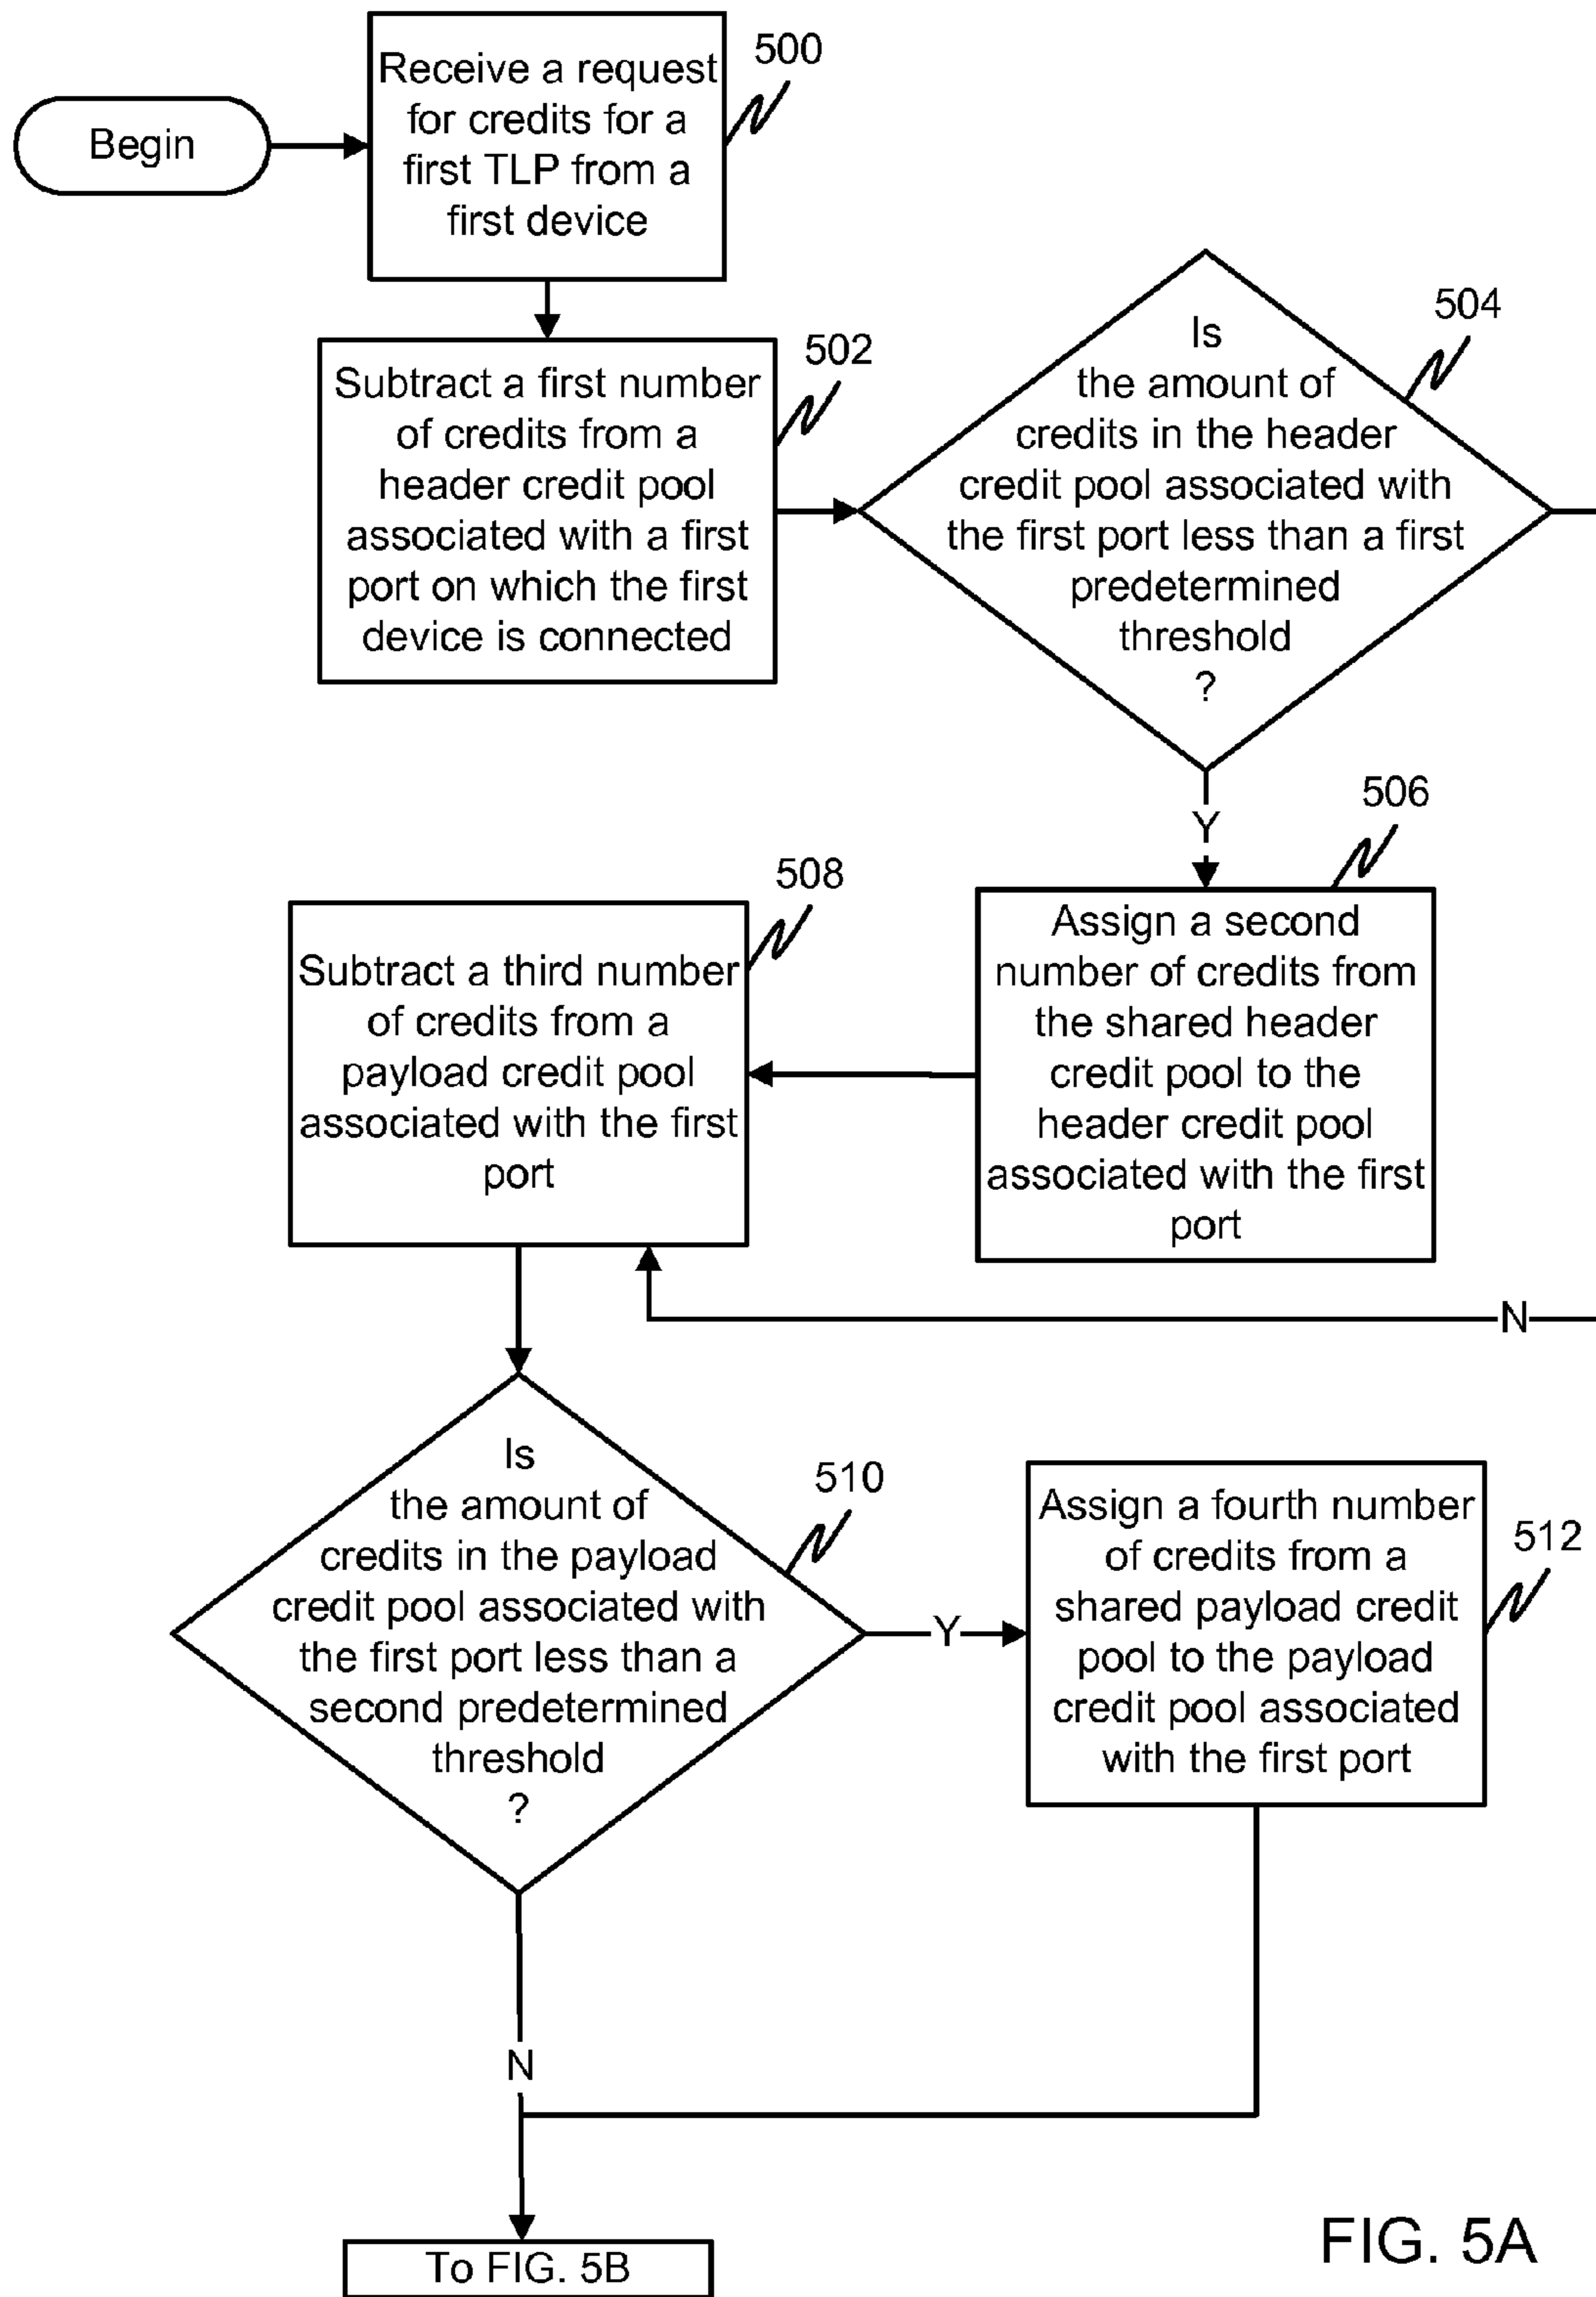 Begin
Receive a request
for credits for a
first TLP from a
first device
500
Subtract a first number
of credits from a
header credit pool
associated with a first
port on which the first
device is connected
502
Is
the amount of
credits in the header
credit pool associated with
the first port less than a first
predetermined
threshold
?
504
Y
506
Assign a second
number of credits from
the shared header
credit pool to the
header credit pool
associated with the first
port
508
Subtract a third number
of credits from a
payload credit pool
associated with the first
port
N
Is
the amount of
credits in the payload
credit pool associated with
the first port less than a
second predetermined
threshold
?
510
Y
Assign a fourth number
of credits from a
shared payload credit
pool to the payload
credit pool associated
with the first port
512
N
To FIG. 5B
FIG. 5A